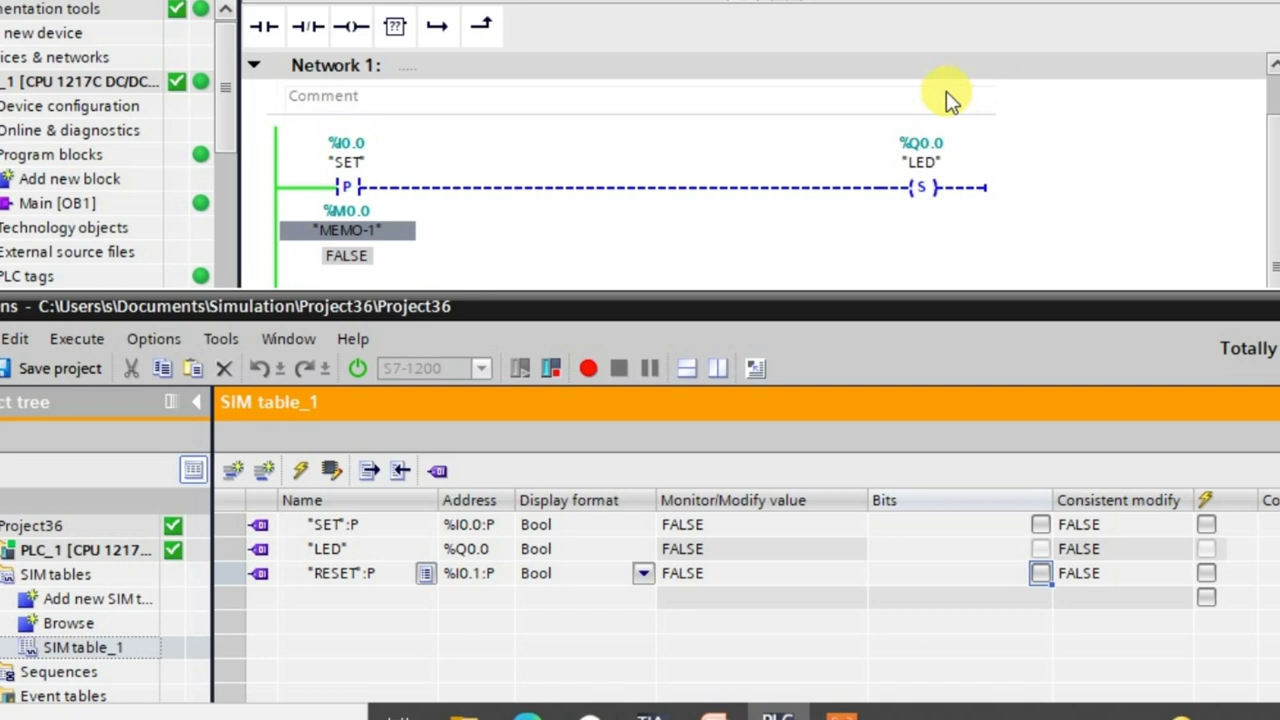 entation tools
new device
ices & networks
_1 [CPU 1217C DC/DC...
Device configuration
Online & diagnostics
Program blocks
Add new block
Main [OB1]
Technology objects
External source files
PLC tags
??
Network 1: .....
Comment
%I0.0
"SET"
P
%M0.0
"MEMO-1"
FALSE
%Q0.0
"LED"
S
ns - C:\Users\s\Documents\Simulation\Project36\Project36
Edit Execute Options Tools Window Help
Totally
Save project
S7-1200
ct tree
SIM table_1
Name Address Display format Monitor/Modify value Bits Consistent modify Co
"SET":P %I0.0:P Bool FALSE FALSE
"LED" %Q0.0 Bool FALSE FALSE
"RESET":P %I0.1:P Bool FALSE FALSE
Project36
PLC_1 [CPU 1217...
SIM tables
Add new SIM t...
Browse
SIM table_1
Sequences
Event tables